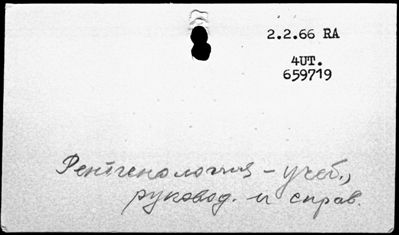 2.2.66 RA
4UT.
659719
Рентгенология – учеб.,
руковод. и справ.